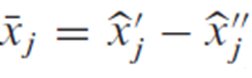 x̄ⱼ = x̂′ⱼ − x̂″ⱼ